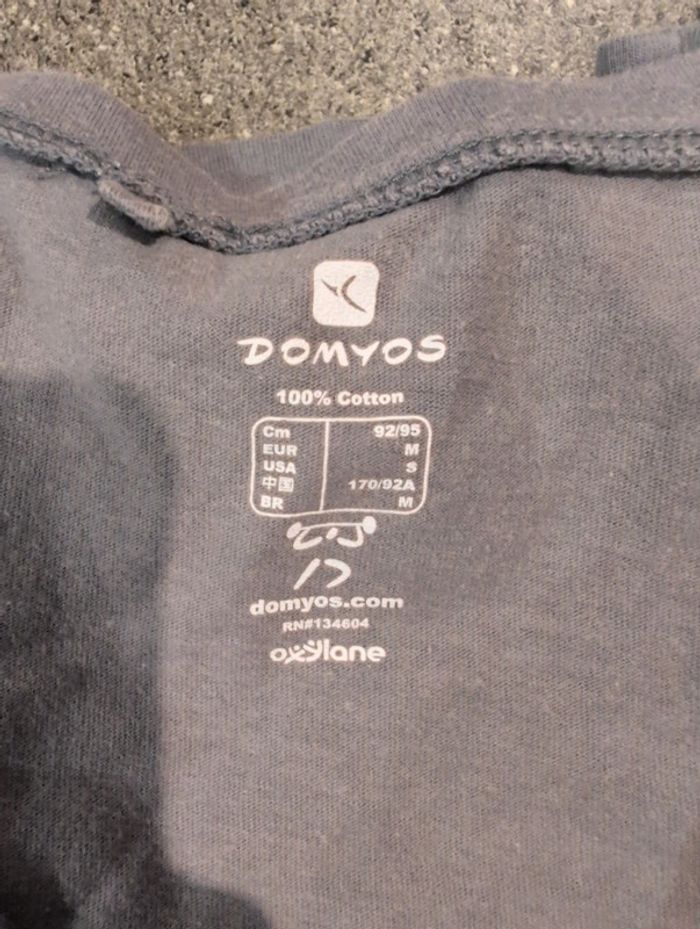 DOMYOS
100% Cotton
Cm 92/95
EUR M
USA S
中国 170/92A
BR M
domyos.com
RN#134604
oxylane